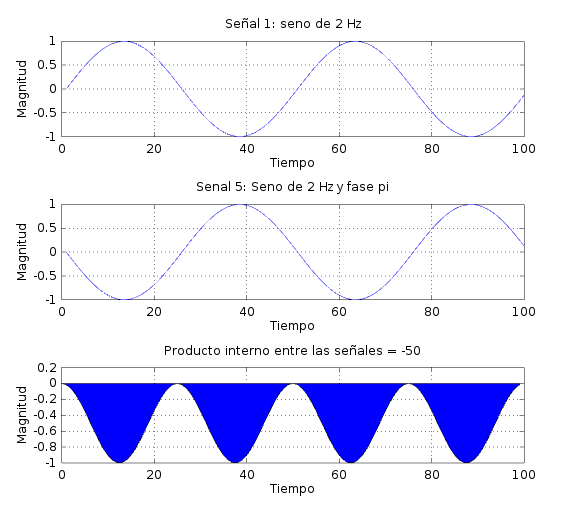 Señal 1: seno de 2 Hz
1
0.5
0
-0.5
-1
Magnitud
0 20 40 60 80 100
Tiempo
Senal 5: Seno de 2 Hz y fase pi
1
0.5
0
-0.5
-1
Magnitud
0 20 40 60 80 100
Tiempo
Producto interno entre las señales = -50
0.2
0
-0.2
-0.4
-0.6
-0.8
-1
Magnitud
0 20 40 60 80 100
Tiempo